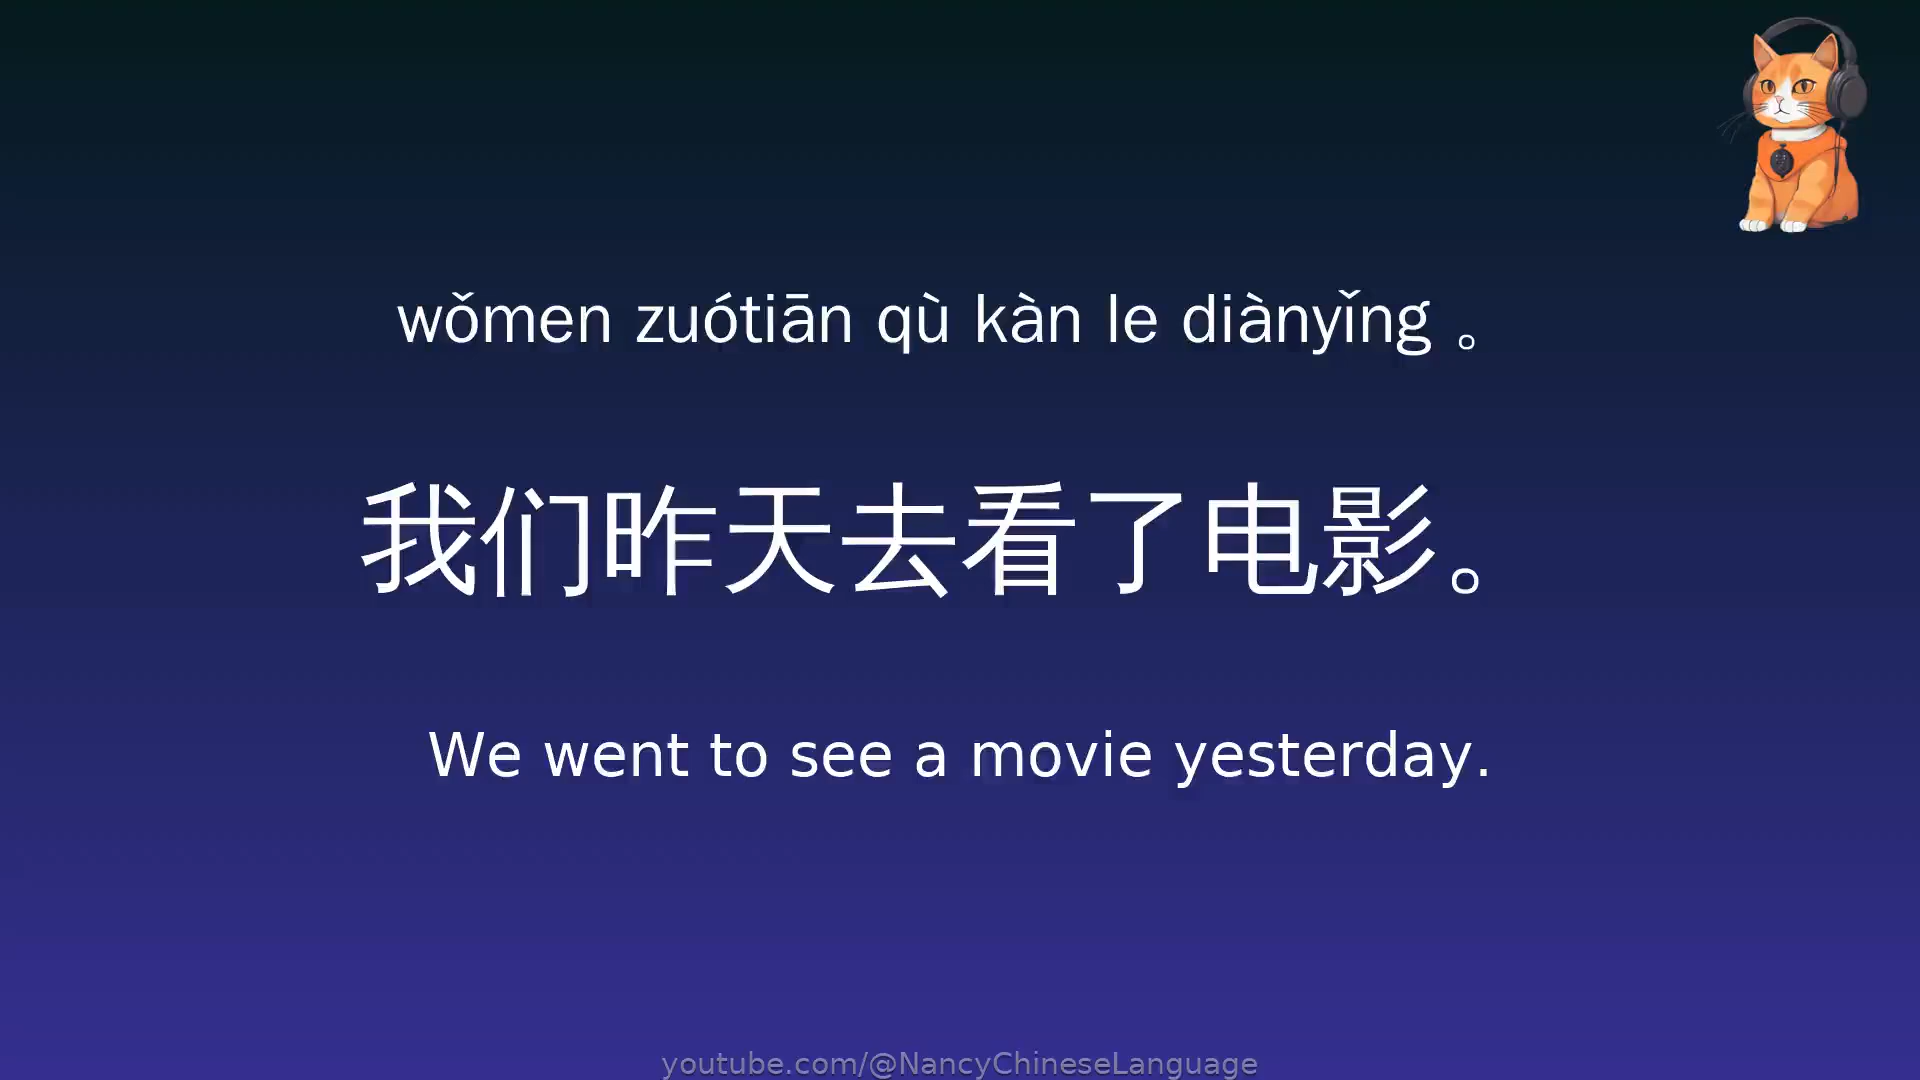 wǒmen zuótiān qù kàn le diànyǐng 。
我们昨天去看了电影。
We went to see a movie yesterday.
youtube.com/@NancyChineseLanguage